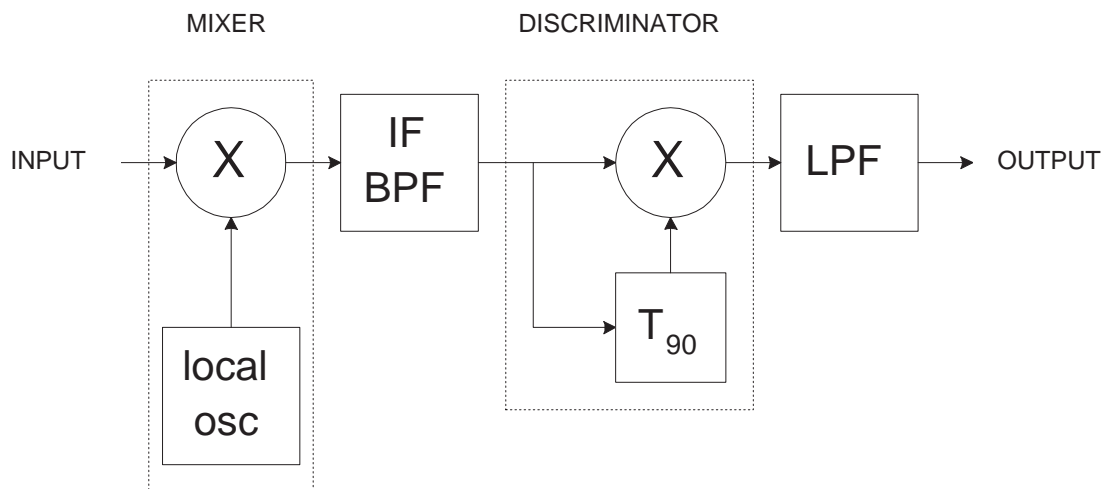 MIXER
DISCRIMINATOR
INPUT
X
IF
BPF
X
LPF
OUTPUT
local
osc
T90